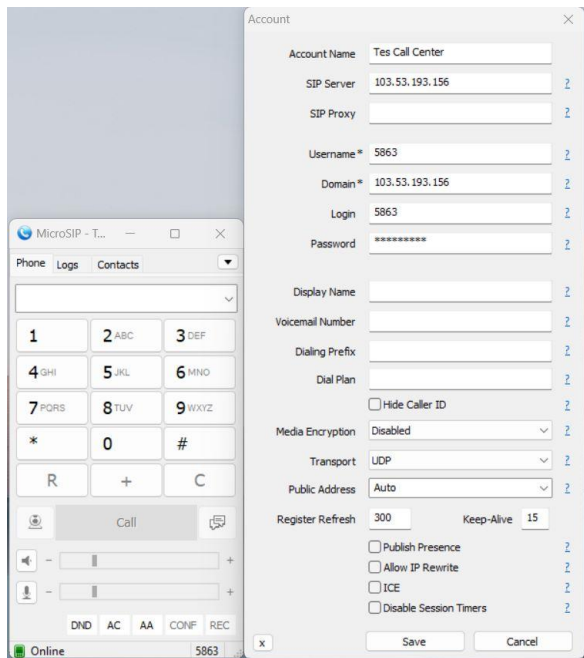 Account
Account Name Tes Call Center
SIP Server 103.53.193.156 ?
SIP Proxy ?
Username* 5863 ?
Domain* 103.53.193.156 ?
Login 5863 ?
Password ********* ?
Display Name ?
Voicemail Number ?
Dialing Prefix ?
Dial Plan ?
Hide Caller ID ?
Media Encryption Disabled ?
Transport UDP ?
Public Address Auto ?
Register Refresh 300 Keep-Alive 15 ?
Publish Presence ?
Allow IP Rewrite ?
ICE ?
Disable Session Timers ?
x Save Cancel
MicroSIP - T...
Phone Logs Contacts
1 2 ABC 3 DEF
4 GHI 5 JKL 6 MNO
7 PQRS 8 TUV 9 WXYZ
* 0 #
R + C
Call
- +
- +
DND AC AA CONF REC
Online 5863